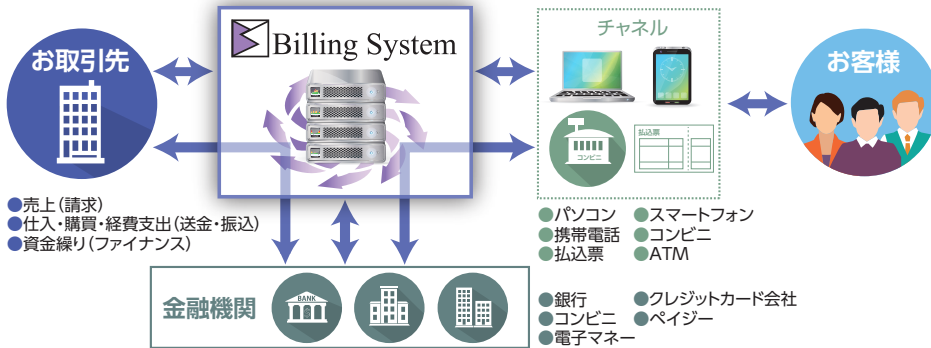 お取引先
●売上(請求)
●仕入・購買・経費支出(送金・振込)
●資金繰り(ファイナンス)
Billing System
チャネル
コンビニ
払込票
●パソコン ●スマートフォン
●携帯電話 ●コンビニ
●払込票 ●ATM
お客様
金融機関
BANK
●銀行 ●クレジットカード会社
●コンビニ ●ペイジー
●電子マネー